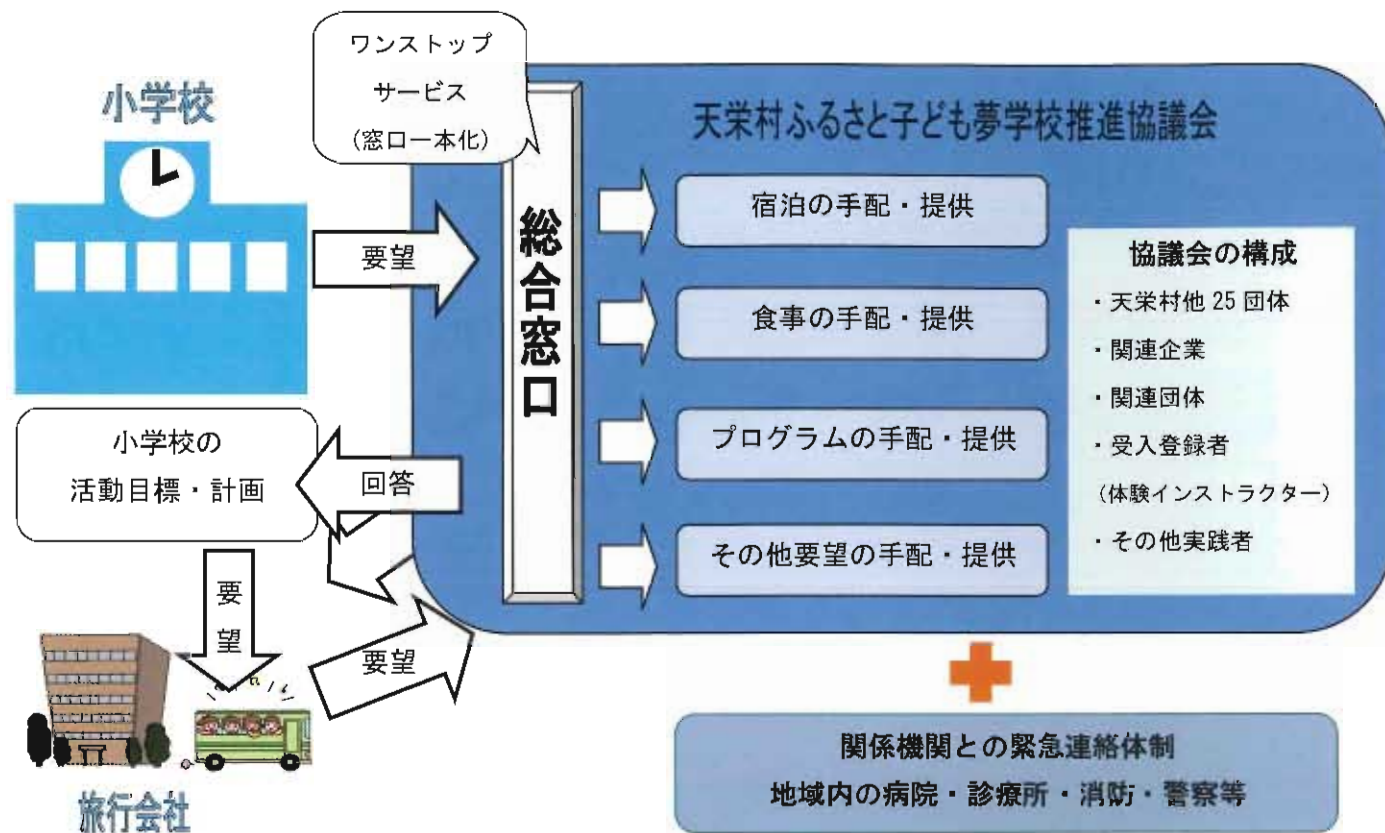 ワンストップ
サービス
(窓口一本化)
小学校
天栄村ふるさと子ども夢学校推進協議会
要望
総合窓口
宿泊の手配・提供
食事の手配・提供
プログラムの手配・提供
その他要望の手配・提供
協議会の構成
・天栄村他25団体
・関連企業
・関連団体
・受入登録者
(体験インストラクター)
・その他実践者
小学校の
活動目標・計画
回答
要望
要望
旅行会社
関係機関との緊急連絡体制
地域内の病院・診療所・消防・警察等